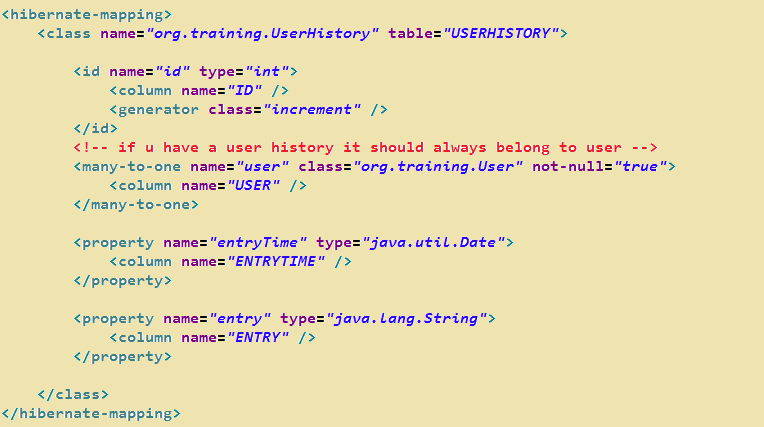 <hibernate-mapping>
    <class name="org.training.UserHistory" table="USERHISTORY">
        <id name="id" type="int">
            <column name="ID" />
            <generator class="increment" />
        </id>
        <!-- if u have a user history it should always belong to user -->
        <many-to-one name="user" class="org.training.User" not-null="true">
            <column name="USER" />
        </many-to-one>
        <property name="entryTime" type="java.util.Date">
            <column name="ENTRYTIME" />
        </property>
        <property name="entry" type="java.lang.String">
            <column name="ENTRY" />
        </property>
    </class>
</hibernate-mapping>